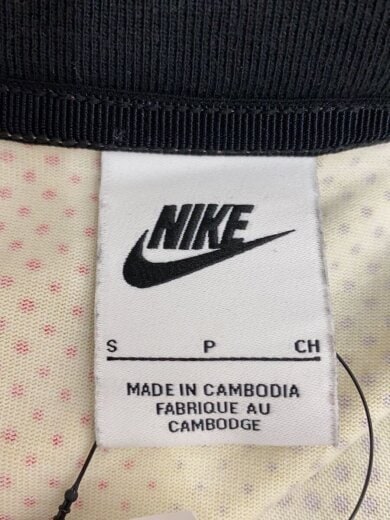 NIKE
S P CH
MADE IN CAMBODIA
FABRIQUE AU
CAMBODGE